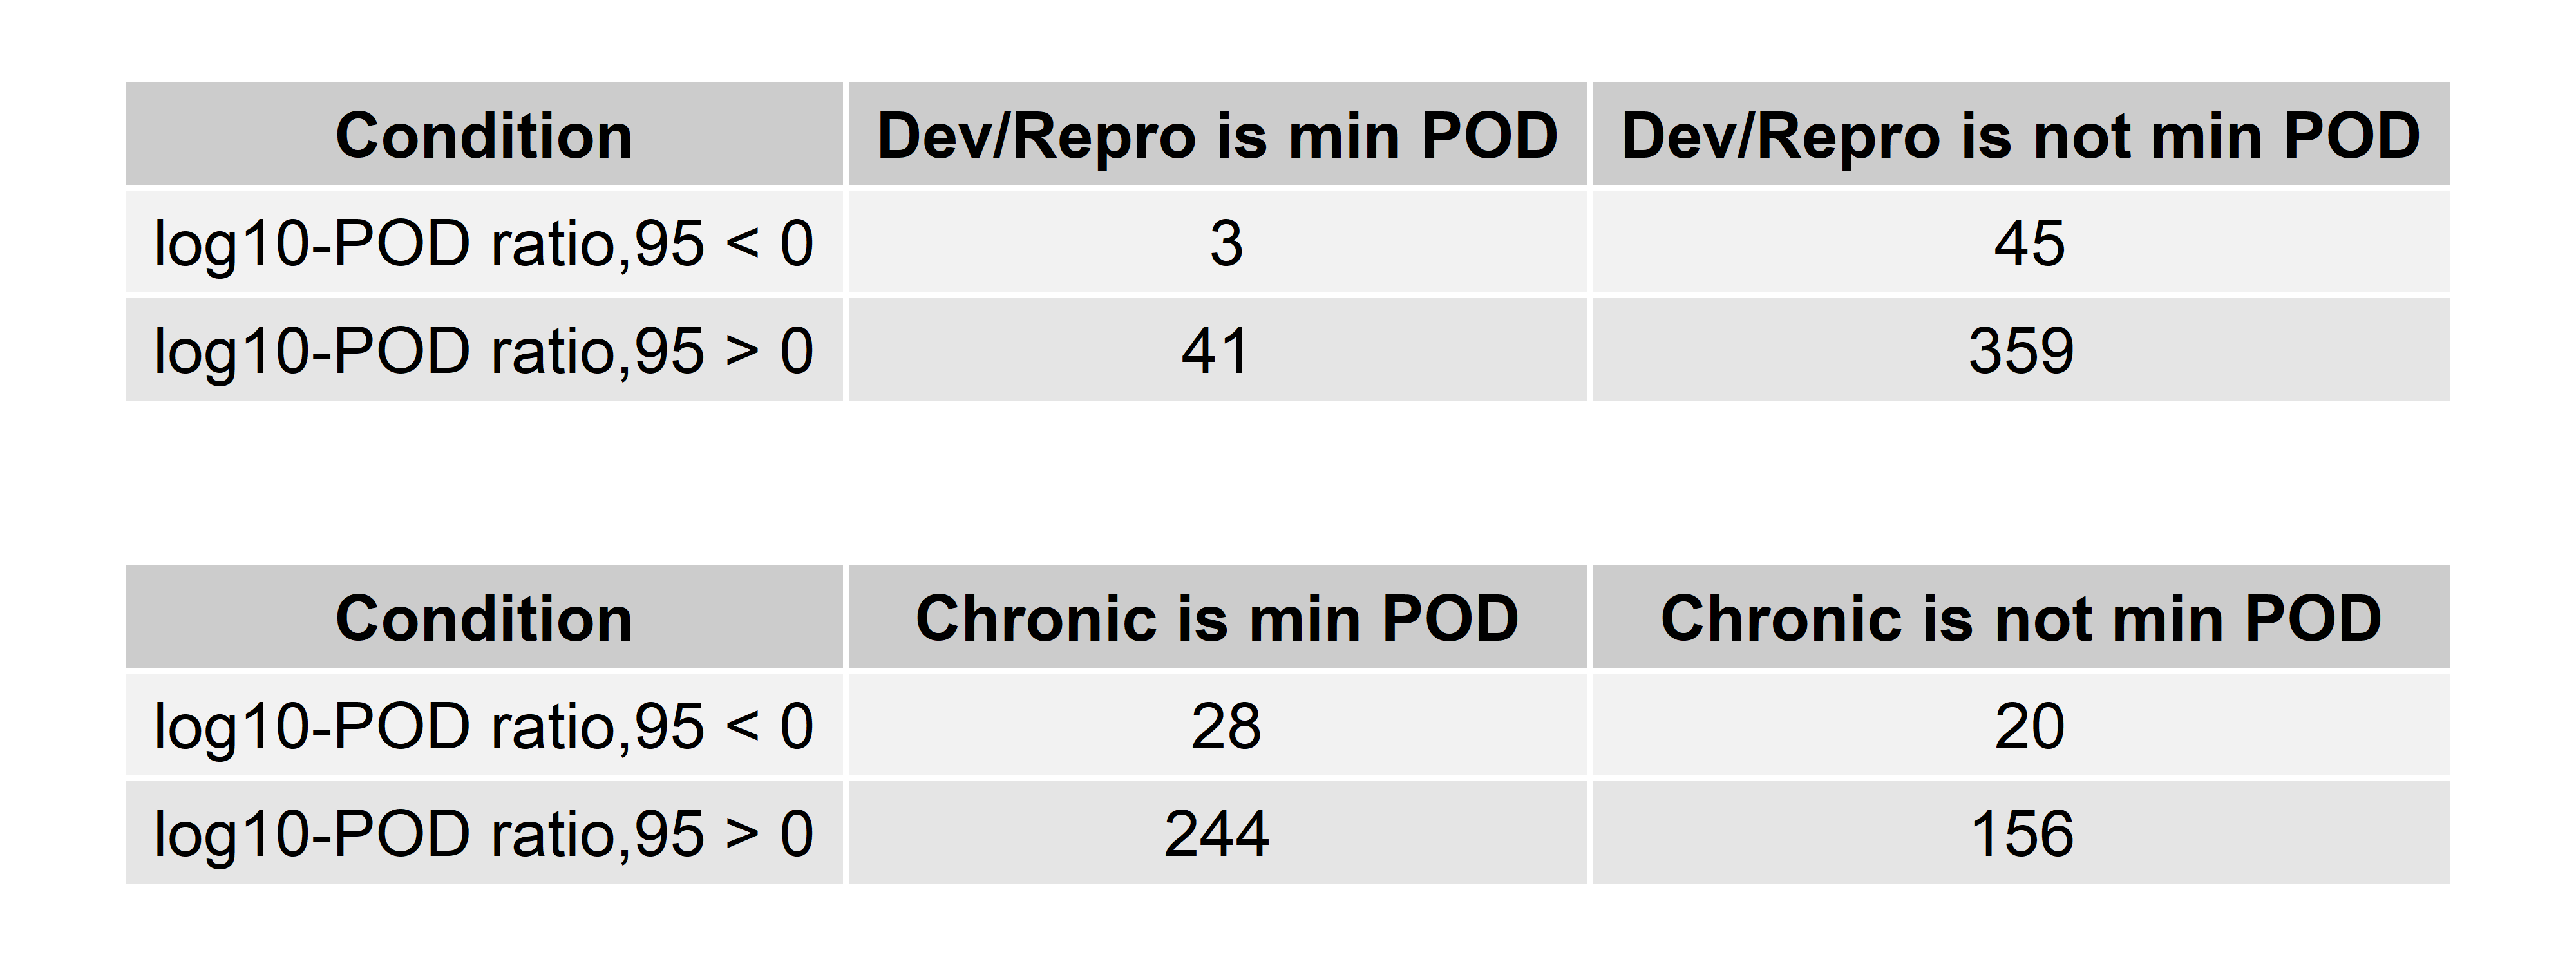 Condition Dev/Repro is min POD Dev/Repro is not min POD
log10-POD ratio,95 < 0 3 45
log10-POD ratio,95 > 0 41 359
Condition Chronic is min POD Chronic is not min POD
log10-POD ratio,95 < 0 28 20
log10-POD ratio,95 > 0 244 156